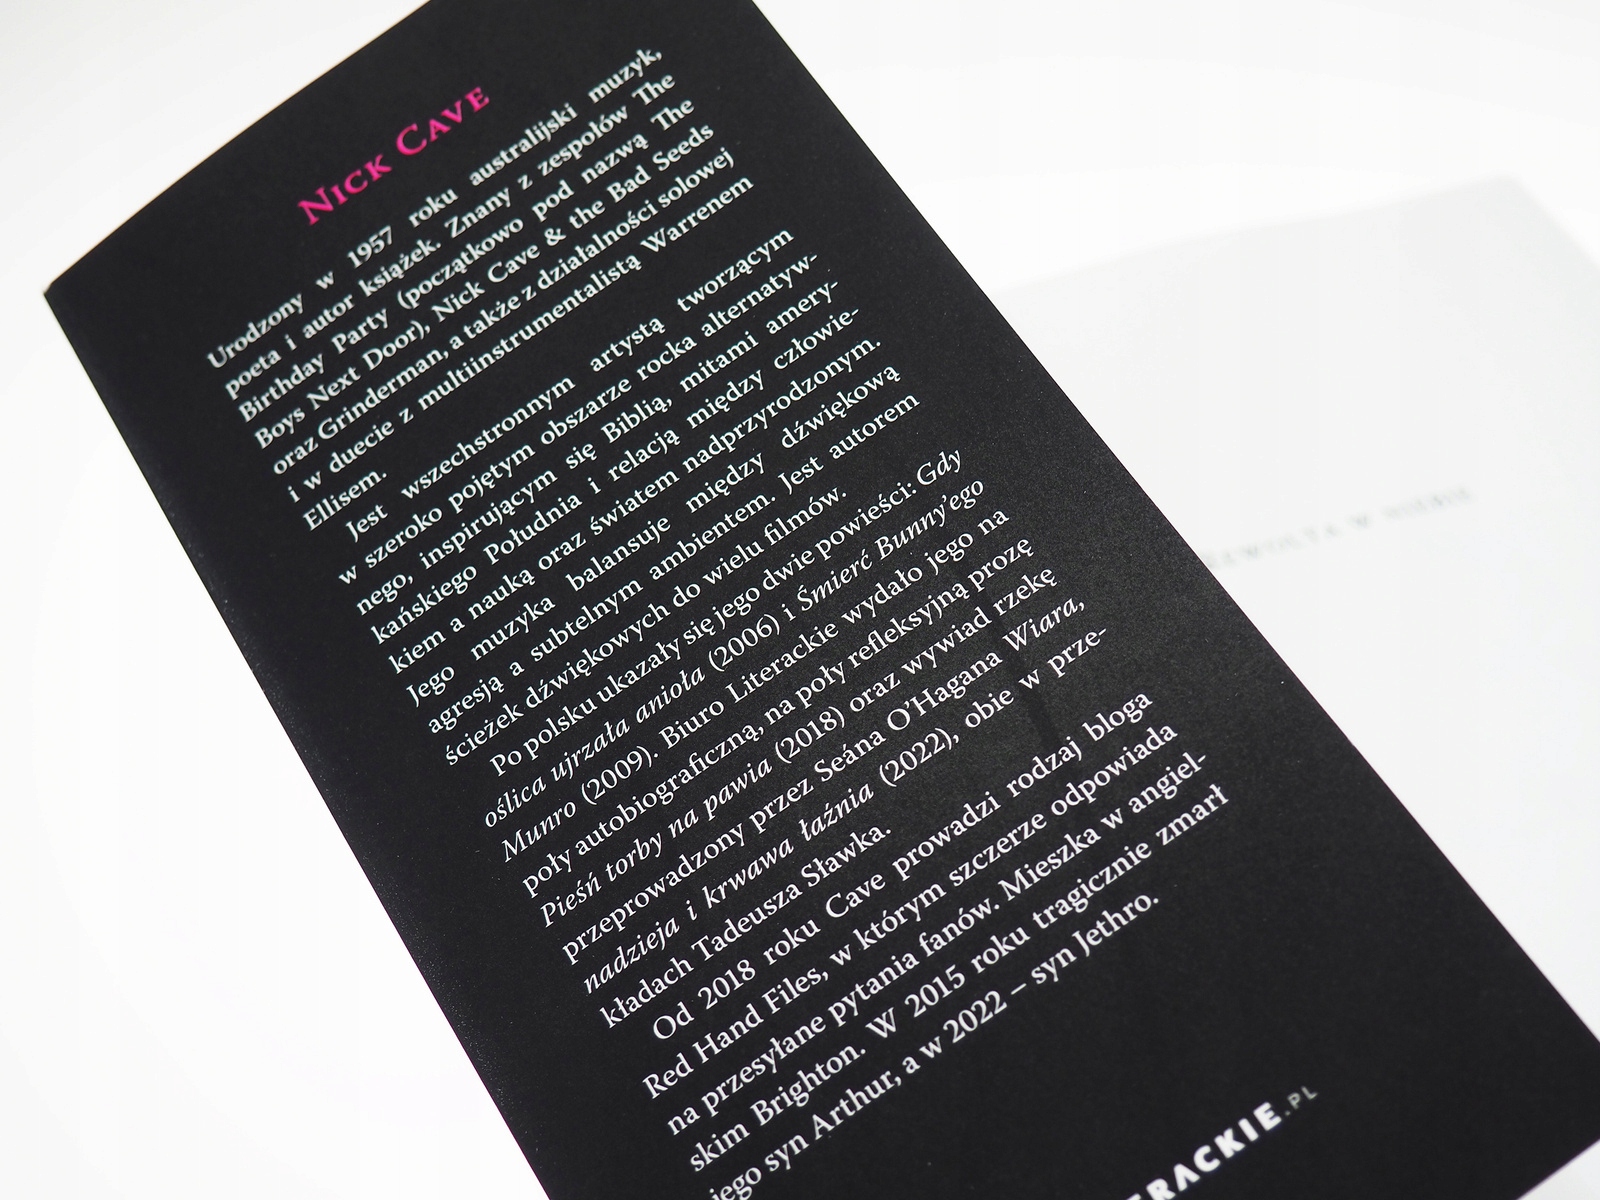 NICK CAVE
Urodzony w 1957 roku australijski muzyk,
poeta i autor książek. Znany z zespołów The
Birthday Party (początkowo pod nazwą The
Boys Next Door), Nick Cave & the Bad Seeds
oraz Grinderman, a także z działalności solowej
i w duecie z multiinstrumentalistą Warrenem
Ellisem.
Jest wszechstronnym artystą tworzącym
w szeroko pojętym obszarze rocka alternatyw-
nego, inspirującym się Biblią, mitami amery-
kańskiego Południa i relacją między człowie-
kiem a nauką oraz światem nadprzyrodzonym.
Jego muzyka balansuje między dźwiękową
agresją a subtelnym ambientem. Jest autorem
ścieżek dźwiękowych do wielu filmów.
Po polsku ukazały się jego dwie powieści: Gdy
oślica ujrzała anioła (2006) i Śmierć Bunny'ego
Munro (2009). Biuro Literackie wydało jego na
poły autobiograficzną, na poły refleksyjną prozę
Pieśń torby na pawia (2018) oraz wywiad rzekę
przeprowadzony przez Seána O'Hagana Wiara,
nadzieja i krwawa łaźnia (2022), obie w prze-
kładach Tadeusza Sławka.
Od 2018 roku Cave prowadzi rodzaj bloga
Red Hand Files, w którym szczerze odpowiada
na przesyłane pytania fanów. Mieszka w angiel-
skim Brighton. W 2015 roku tragicznie zmarł
jego syn Arthur, a w 2022 – syn Jethro.
ERACKIE.PL